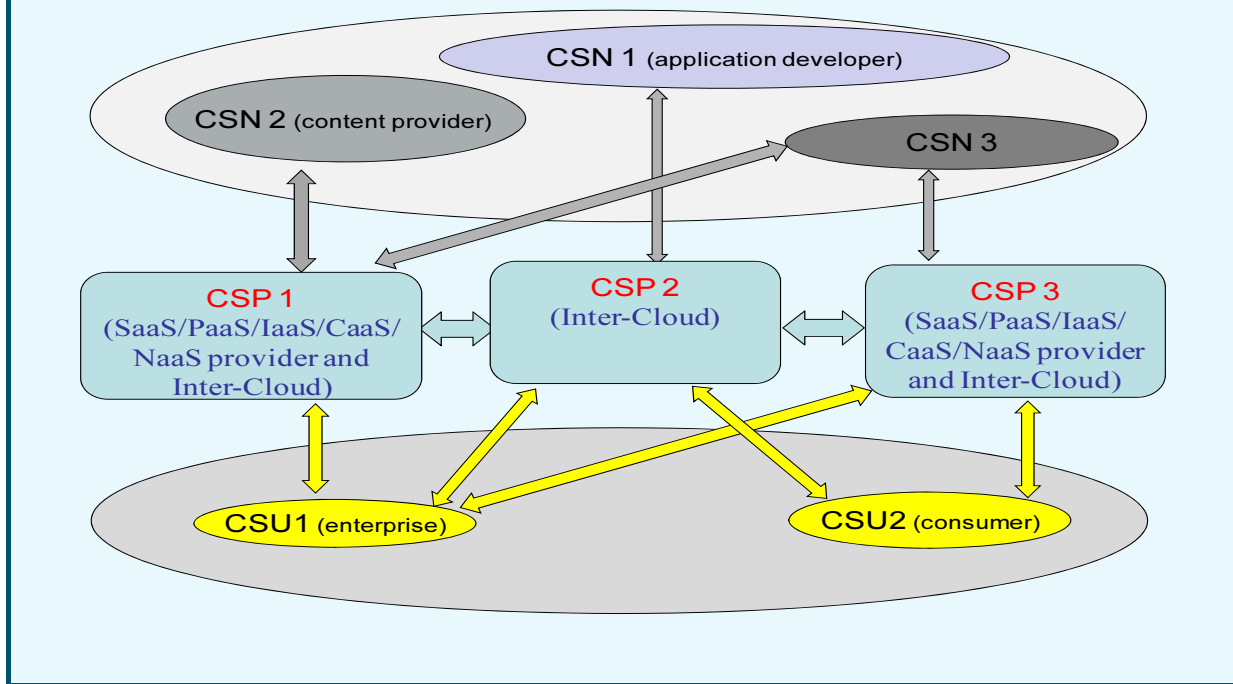 CSN 1 (application developer)
CSN 2 (content provider)
CSN 3
CSP 1
(SaaS/PaaS/IaaS/CaaS/
NaaS provider and
Inter-Cloud)
CSP 2
(Inter-Cloud)
CSP 3
(SaaS/PaaS/IaaS/
CaaS/NaaS provider
and Inter-Cloud)
CSU1 (enterprise)
CSU2 (consumer)